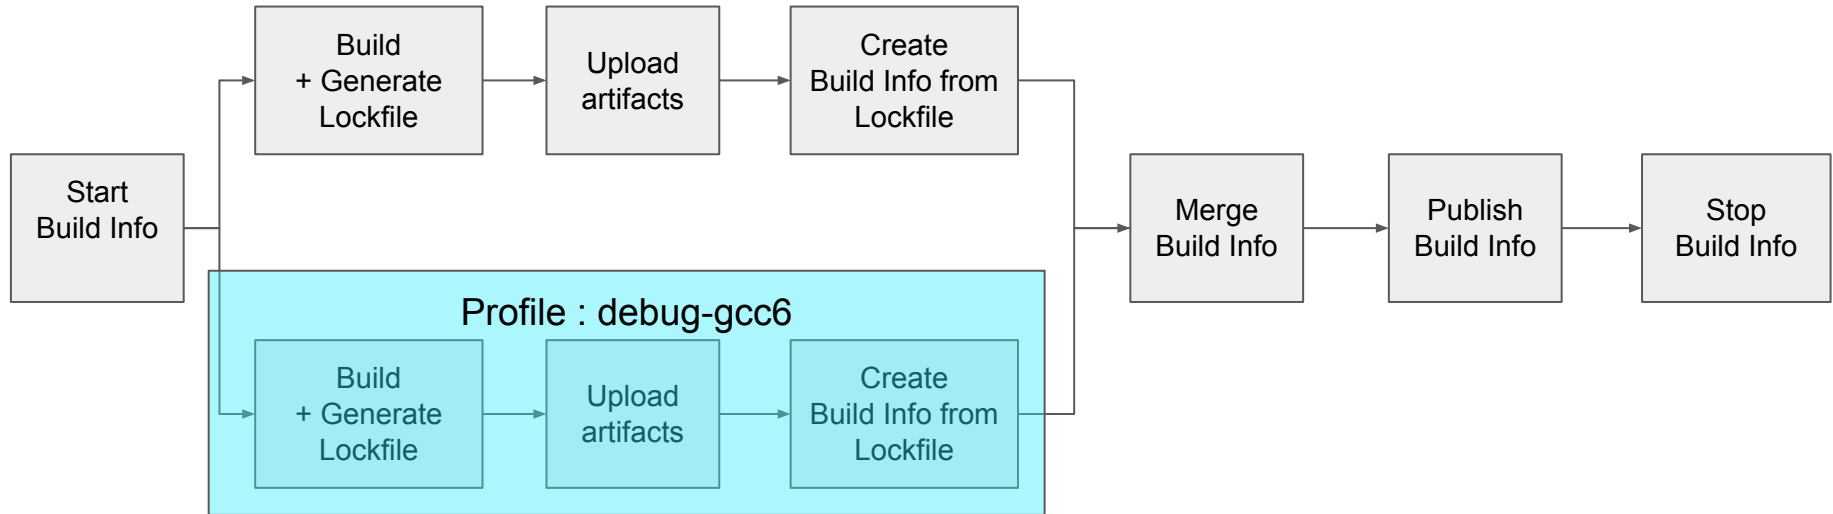 Start
Build Info
Build
+ Generate
Lockfile
Upload
artifacts
Create
Build Info from
Lockfile
Profile : debug-gcc6
Build
+ Generate
Lockfile
Upload
artifacts
Create
Build Info from
Lockfile
Merge
Build Info
Publish
Build Info
Stop
Build Info